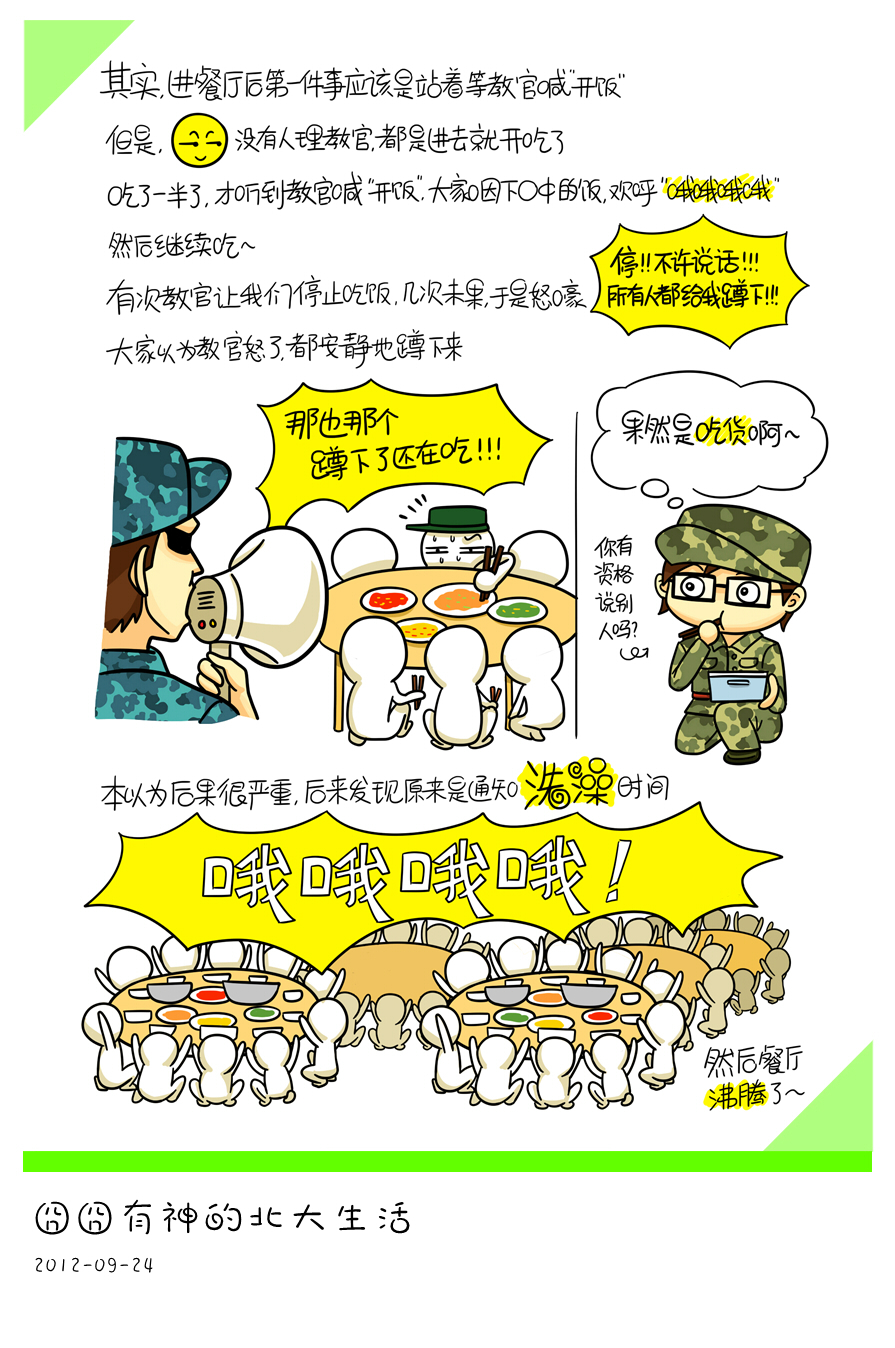 其实,进餐厅后第一件事应该是站着等教官喊"开饭"
但是, 没有人理教官,都是进去就开吃了
吃了一半了,才听到教官喊"开饭".大家咽下口中的饭,欢呼"哦哦哦哦"
然后继续吃~
有次教官让我们停止吃饭,几次未果,于是怒嚎
停!!不许说话!!!
所有人都给我蹲下!!!
大家以为教官怒了,都安静地蹲下来
那也那个
蹲下了还在吃!!!
果然是吃货啊~
你有
资格
说别
人吗?
本以为后果很严重,后来发现原来是通知洗澡时间
哦哦哦哦!
然后餐厅
沸腾了~
囧囧有神的北大生活
2012-09-24